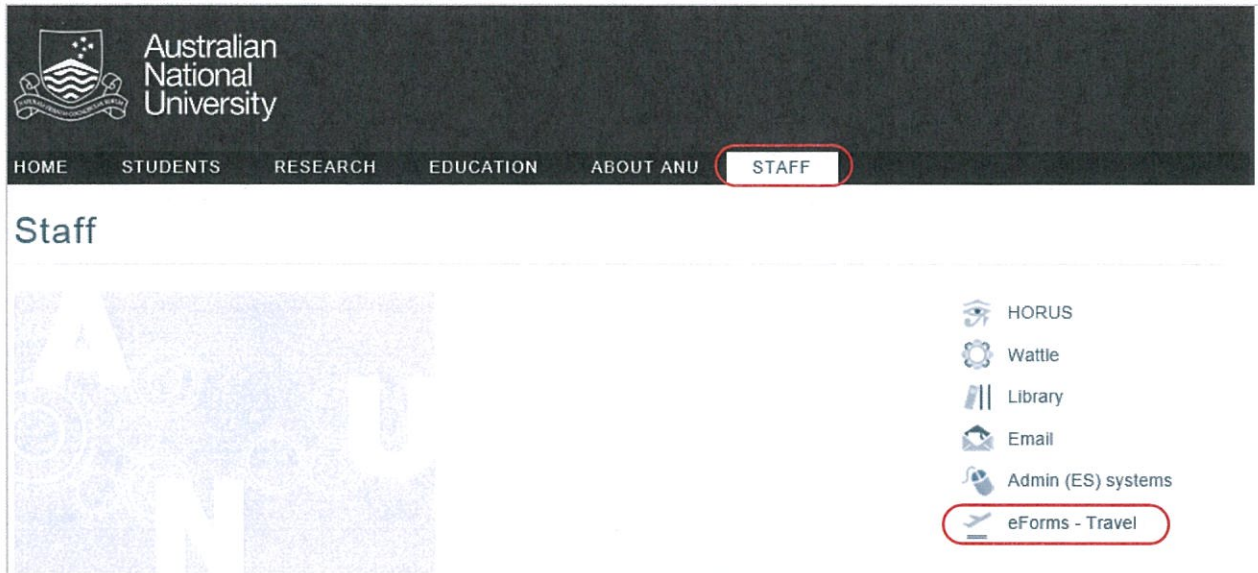 Australian
National
University
HOME STUDENTS RESEARCH EDUCATION ABOUT ANU STAFF
Staff
HORUS
Wattle
Library
Email
Admin (ES) systems
eForms - Travel
A
U
N